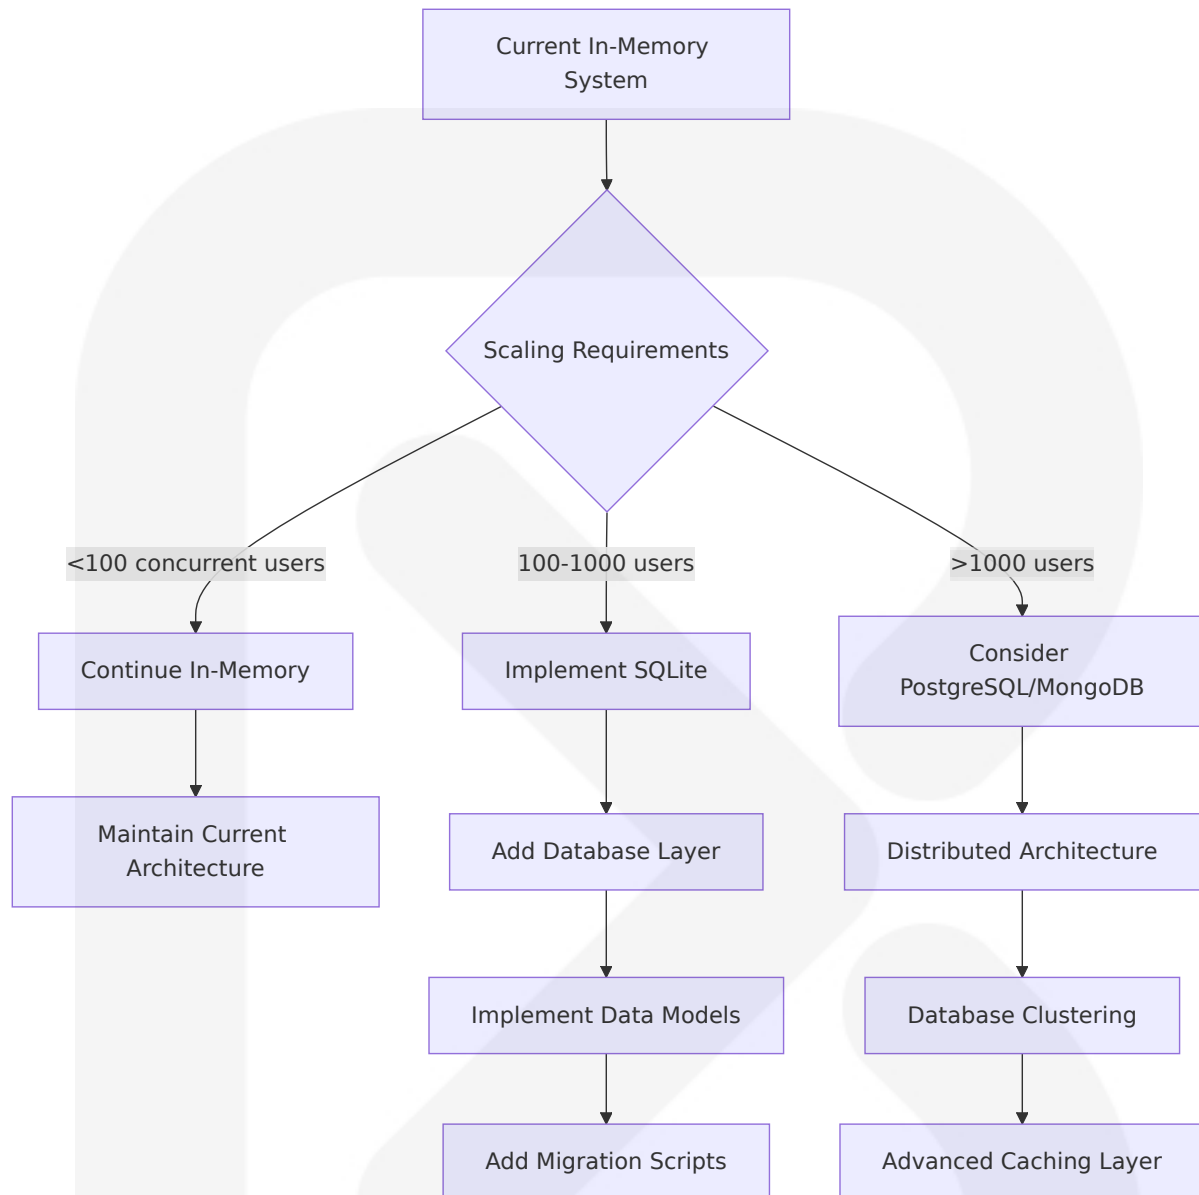 Current In-Memory
System
Scaling Requirements
<100 concurrent users
100-1000 users
>1000 users
Continue In-Memory
Implement SQLite
Consider
PostgreSQL/MongoDB
Maintain Current
Architecture
Add Database Layer
Distributed Architecture
Implement Data Models
Database Clustering
Add Migration Scripts
Advanced Caching Layer